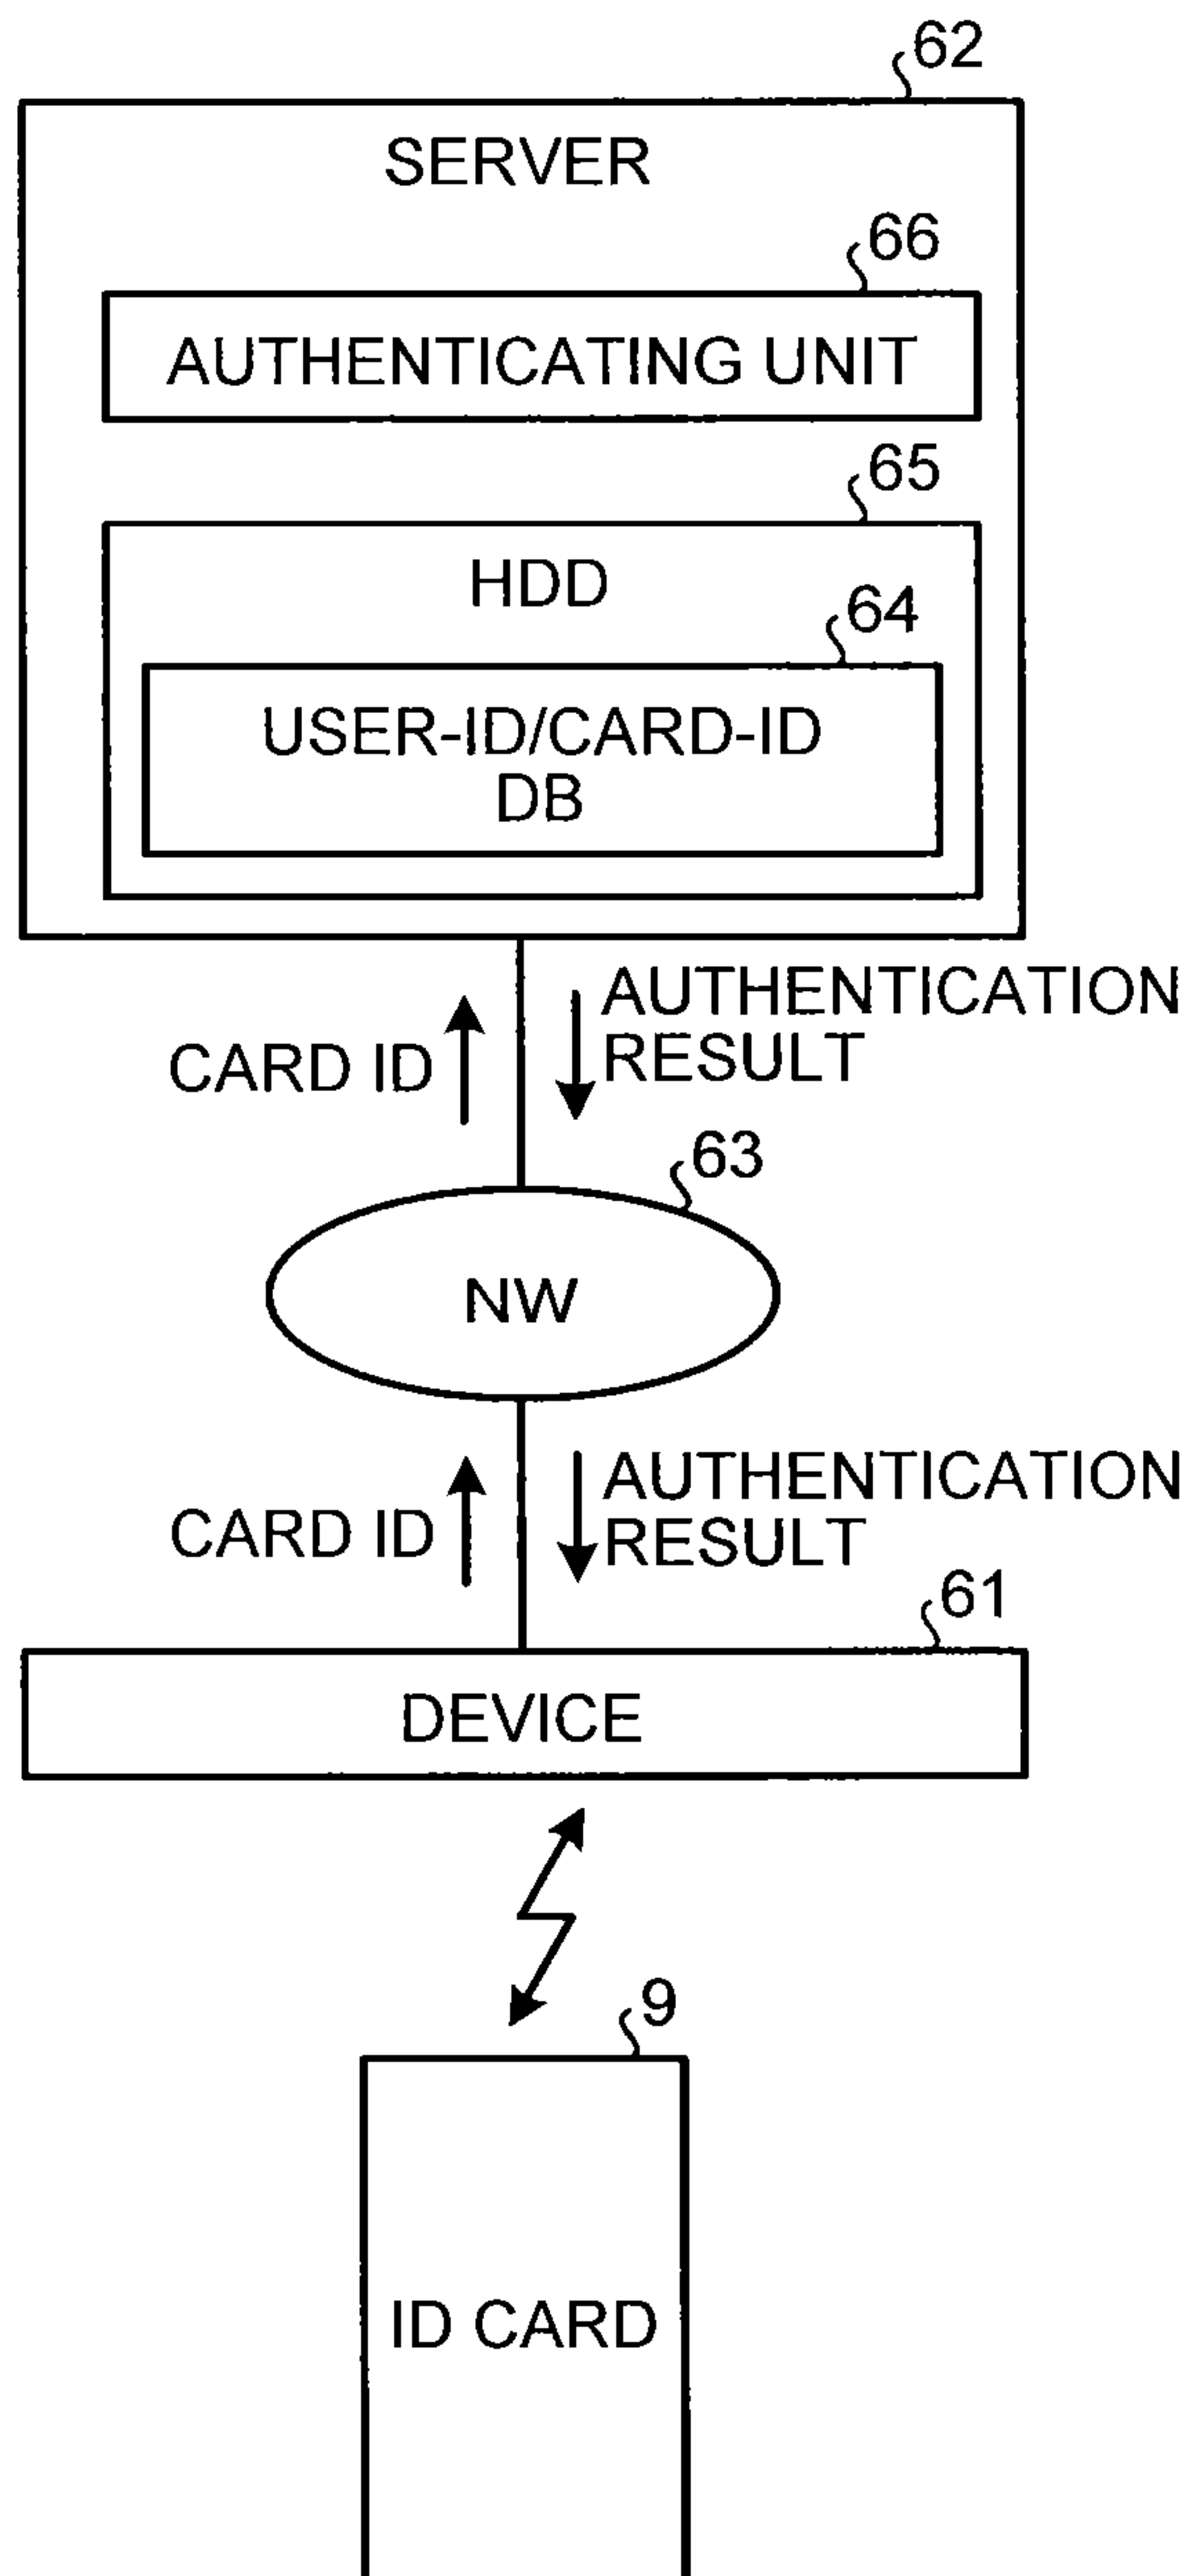 62
SERVER
66
AUTHENTICATING UNIT
65
HDD
64
USER-ID/CARD-ID
DB
AUTHENTICATION
RESULT
CARD ID
63
NW
AUTHENTICATION
RESULT
CARD ID
61
DEVICE
9
ID CARD